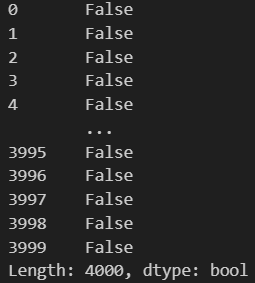 0 False
1 False
2 False
3 False
4 False
...
3995 False
3996 False
3997 False
3998 False
3999 False
Length: 4000, dtype: bool